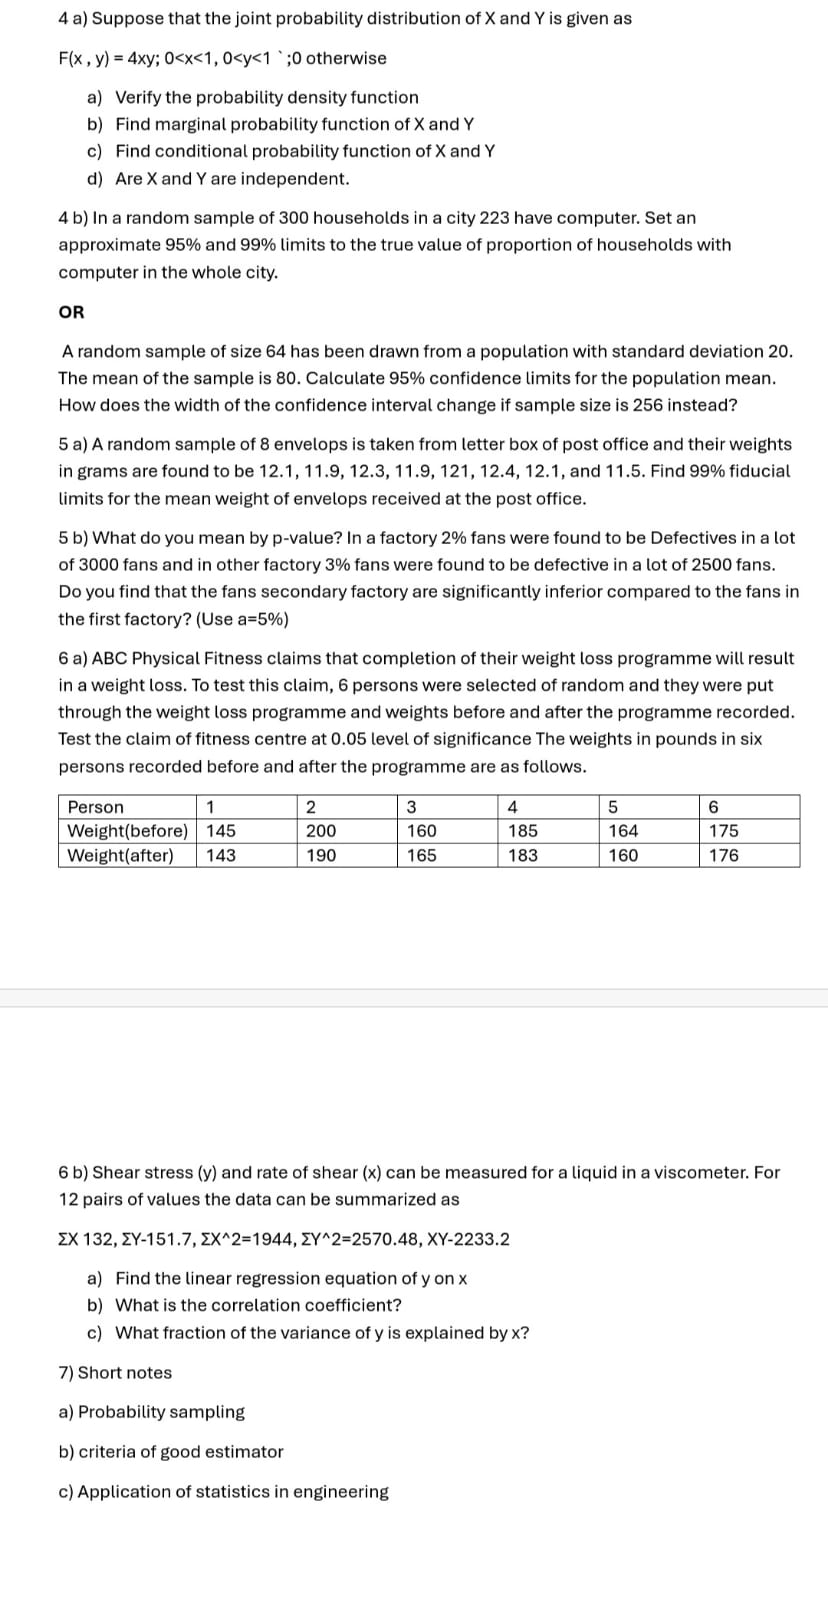 4 a) Suppose that the joint probability distribution of X and Y is given as
F(x , y) = 4xy; 0<x<1, 0<y<1 ` ;0 otherwise
a) Verify the probability density function
b) Find marginal probability function of X and Y
c) Find conditional probability function of X and Y
d) Are X and Y are independent.
4 b) In a random sample of 300 households in a city 223 have computer. Set an
approximate 95% and 99% limits to the true value of proportion of households with
computer in the whole city.
OR
A random sample of size 64 has been drawn from a population with standard deviation 20.
The mean of the sample is 80. Calculate 95% confidence limits for the population mean.
How does the width of the confidence interval change if sample size is 256 instead?
5 a) A random sample of 8 envelops is taken from letter box of post office and their weights
in grams are found to be 12.1, 11.9, 12.3, 11.9, 121, 12.4, 12.1, and 11.5. Find 99% fiducial
limits for the mean weight of envelops received at the post office.
5 b) What do you mean by p-value? In a factory 2% fans were found to be Defectives in a lot
of 3000 fans and in other factory 3% fans were found to be defective in a lot of 2500 fans.
Do you find that the fans secondary factory are significantly inferior compared to the fans in
the first factory? (Use a=5%)
6 a) ABC Physical Fitness claims that completion of their weight loss programme will result
in a weight loss. To test this claim, 6 persons were selected of random and they were put
through the weight loss programme and weights before and after the programme recorded.
Test the claim of fitness centre at 0.05 level of significance The weights in pounds in six
persons recorded before and after the programme are as follows.
Person 1 2 3 4 5 6
Weight(before) 145 200 160 185 164 175
Weight(after) 143 190 165 183 160 176
6 b) Shear stress (y) and rate of shear (x) can be measured for a liquid in a viscometer. For
12 pairs of values the data can be summarized as
ΣX 132, ΣY-151.7, ΣX^2=1944, ΣY^2=2570.48, XY-2233.2
a) Find the linear regression equation of y on x
b) What is the correlation coefficient?
c) What fraction of the variance of y is explained by x?
7) Short notes
a) Probability sampling
b) criteria of good estimator
c) Application of statistics in engineering